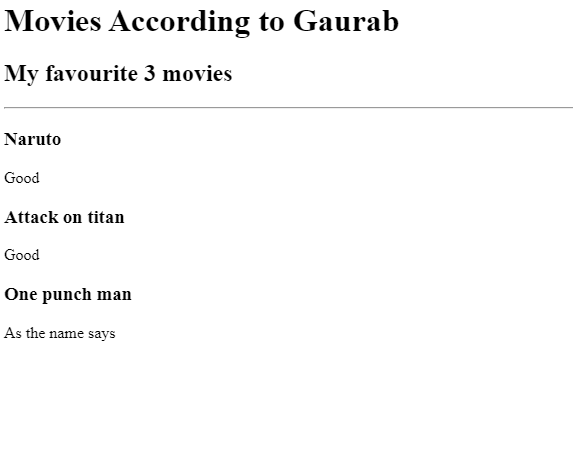 Movies According to Gaurab
My favourite 3 movies
Naruto
Good
Attack on titan
Good
One punch man
As the name says